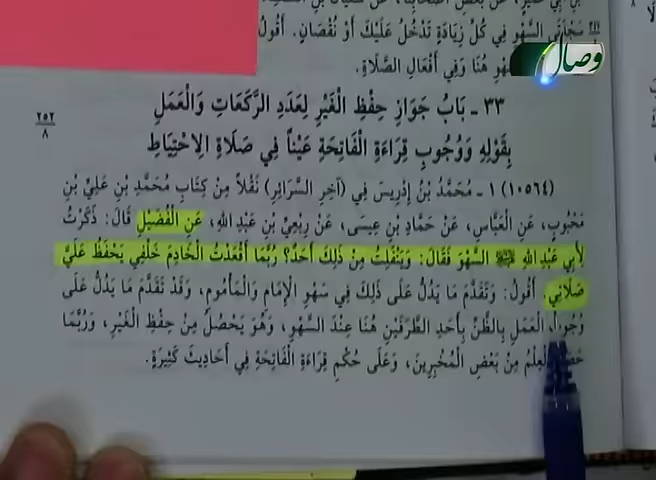 سَجْدَتَيِ السَّهْوِ فِي كُلِّ زِيَادَةٍ تَدْخُلُ عَلَيْكَ أَوْ نُقْصَانٍ. أَقُولُ
هُنَا وَفِي أَفْعَالِ الصَّلَاةِ.
وصال
٣٣ ـ بَابُ جَوَازِ حِفْظِ الْغَيْرِ لِعَدَدِ الرَّكَعَاتِ وَالْعَمَلِ
٢٥٢
٨
بِقَوْلِهِ وَوُجُوبِ قِرَاءَةِ الْفَاتِحَةِ عَيْناً فِي صَلَاةِ الِاحْتِيَاطِ
(١٠٥٦٤) ١ ـ مُحَمَّدُ بْنُ إِدْرِيسَ فِي (آخِرِ السَّرَائِرِ) نَقْلاً مِنْ كِتَابِ مُحَمَّدِ بْنِ عَلِيِّ بْنِ
مَحْبُوبٍ، عَنِ الْعَبَّاسِ، عَنْ حَمَّادِ بْنِ عِيسَى، عَنْ رِبْعِيِّ بْنِ عَبْدِ اللهِ، عَنِ الْفُضَيْلِ قَالَ: ذَكَرْتُ
لِأَبِي عَبْدِ اللهِ السَّهْوَ فَقَالَ: وَيَنْفَلِتُ مِنْ ذَلِكَ أَحَدٌ؟ رُبَّمَا أَقْعَدْتُ الْخَادِمَ خَلْفِي يَحْفَظُ عَلَيَّ
صَلَاتِي. أَقُولُ: وَتَقَدَّمَ مَا يَدُلُّ عَلَى ذَلِكَ فِي سَهْوِ الْإِمَامِ وَالْمَأْمُومِ، وَقَدْ تَقَدَّمَ مَا يَدُلُّ عَلَى
وُجُوبِ الْعَمَلِ بِالظَّنِّ بِأَحَدِ الطَّرَفَيْنِ هُنَا عِنْدَ السَّهْوِ، وَهُوَ يَحْصُلُ مِنْ حِفْظِ الْغَيْرِ، وَرُبَّمَا
الْعِلْمُ مِنْ بَعْضِ الْمُخْبِرِينَ، وَعَلَى حُكْمِ قِرَاءَةِ الْفَاتِحَةِ فِي أَحَادِيثَ كَثِيرَةٍ.